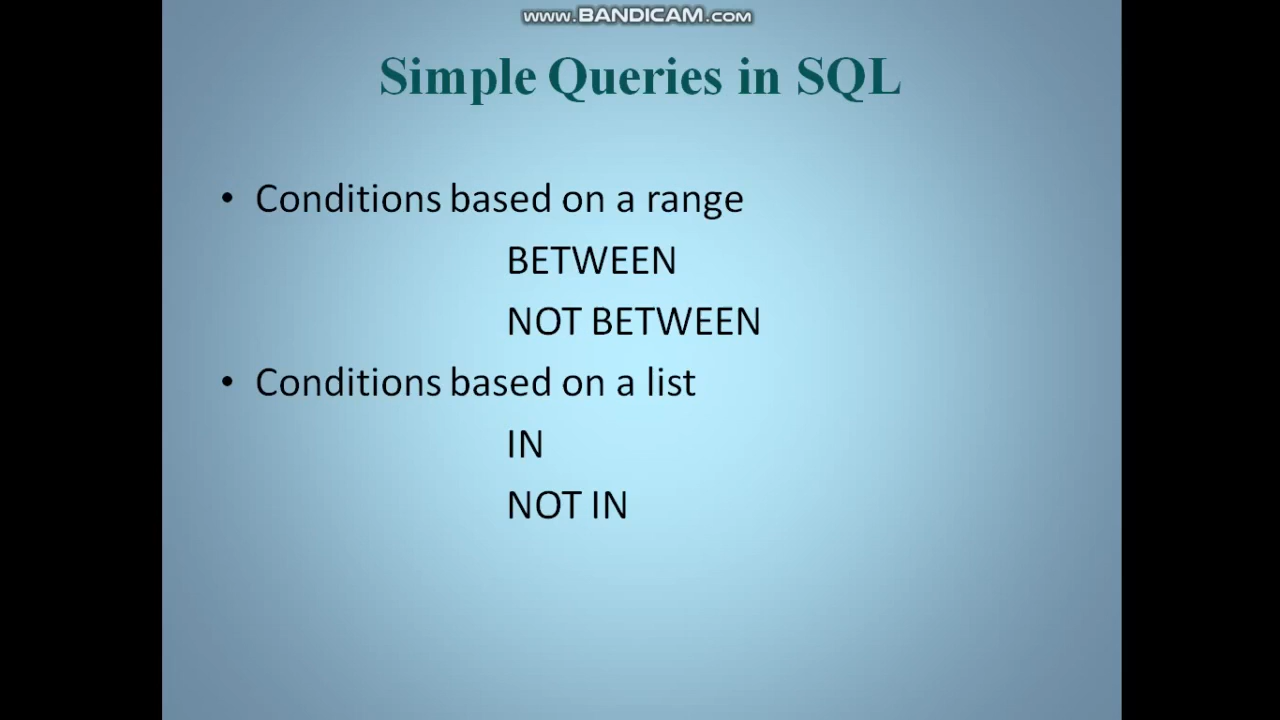 www.BANDICAM.com
Simple Queries in SQL
• Conditions based on a range
BETWEEN
NOT BETWEEN
• Conditions based on a list
IN
NOT IN